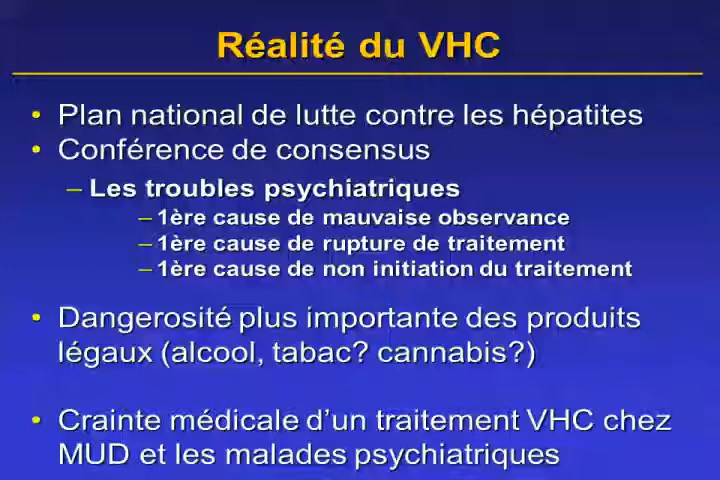 Réalité du VHC
• Plan national de lutte contre les hépatites
• Conférence de consensus
– Les troubles psychiatriques
– 1ère cause de mauvaise observance
– 1ère cause de rupture de traitement
– 1ère cause de non initiation du traitement
• Dangerosité plus importante des produits
légaux (alcool, tabac? cannabis?)
• Crainte médicale d’un traitement VHC chez
MUD et les malades psychiatriques